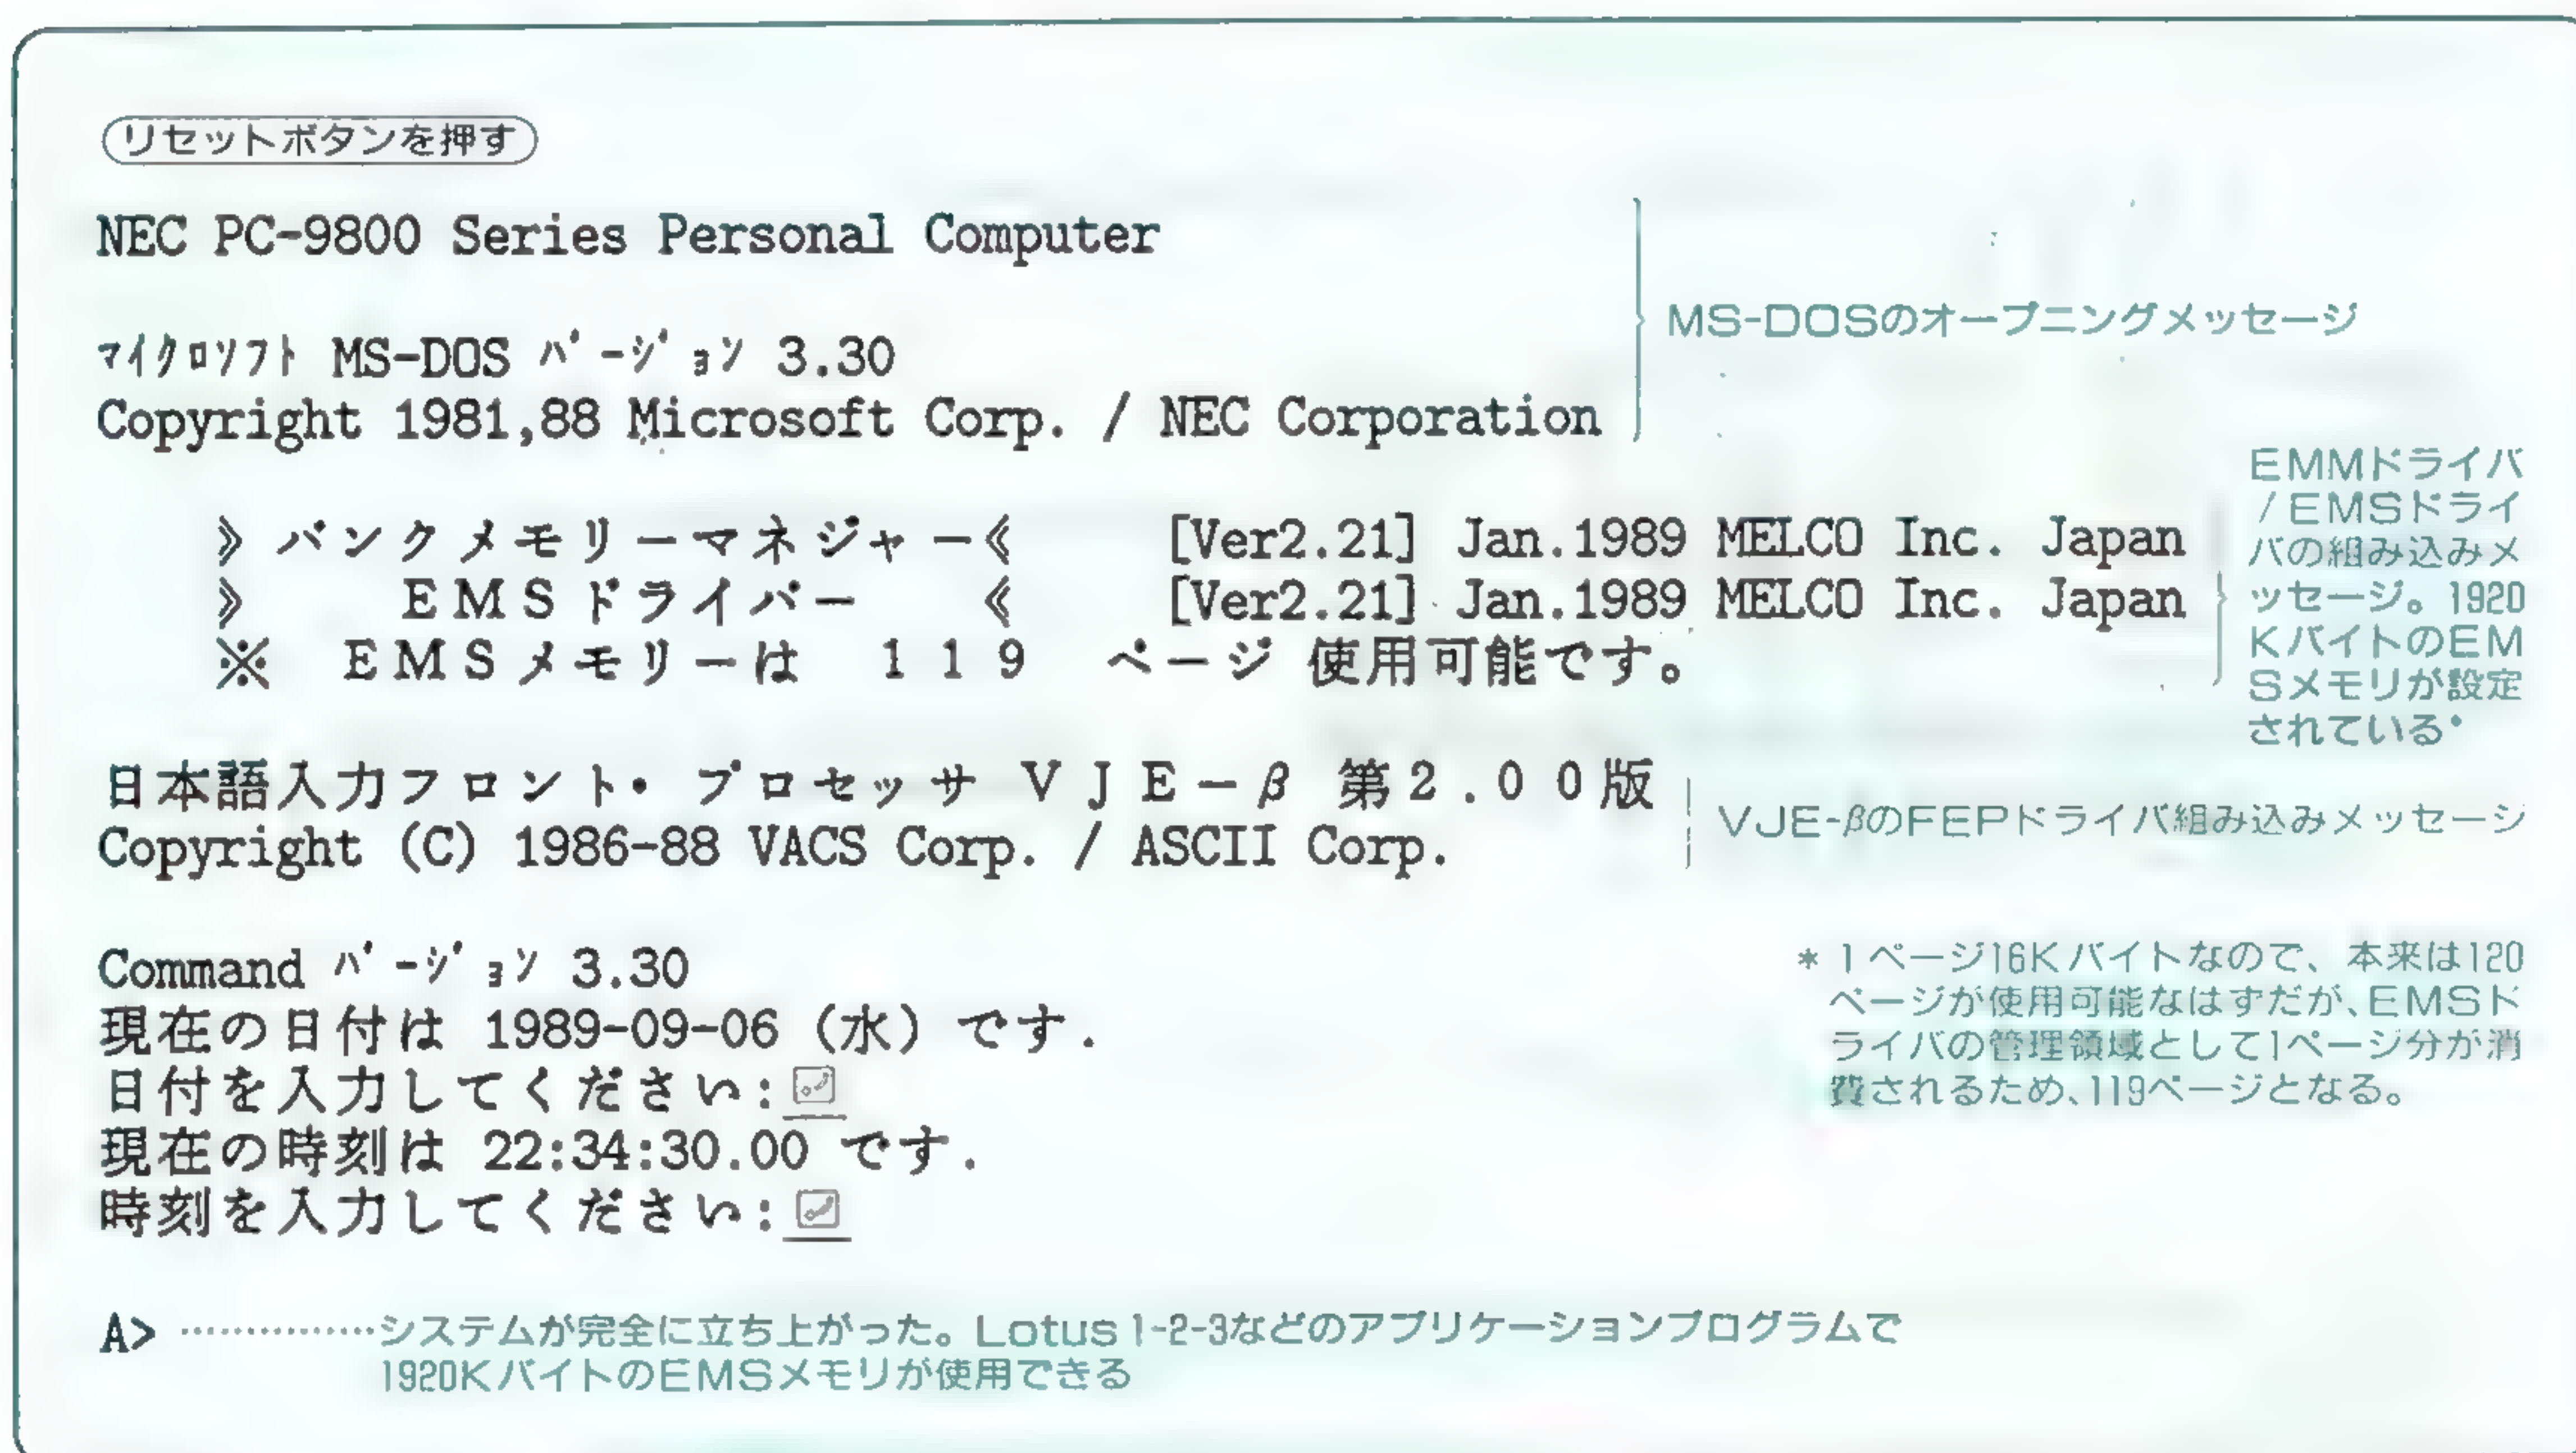 リセットボタンを押す
NEC PC-9800 Series Personal Computer
ﾏｲｸﾛｿﾌﾄ MS-DOS ﾊﾞｰｼﾞｮﾝ 3.30
Copyright 1981,88 Microsoft Corp. / NEC Corporation
MS-DOSのオープニングメッセージ
》バンクメモリーマネジャー《 [Ver2.21] Jan.1989 MELCO Inc. Japan
》 ＥＭＳドライバー 《 [Ver2.21] Jan.1989 MELCO Inc. Japan
※ ＥＭＳメモリーは １１９ ページ 使用可能です。
EMMドライバ
/EMSドライ
バの組み込みメ
ッセージ。1920
KバイトのEM
Sメモリが設定
されている*
日本語入力フロント・プロセッサ ＶＪＥ－β 第２.００版
Copyright (C) 1986-88 VACS Corp. / ASCII Corp.
VJE-βのFEPドライバ組み込みメッセージ
Command ﾊﾞｰｼﾞｮﾝ 3.30
現在の日付は 1989-09-06（水）です.
日付を入力してください:
現在の時刻は 22:34:30.00 です.
時刻を入力してください:
* 1ページ16Kバイトなので、本来は120
ページが使用可能なはずだが、EMSド
ライバの管理領域として1ページ分が消
費されるため、119ページとなる。
A> ……………システムが完全に立ち上がった。Lotus 1-2-3などのアプリケーションプログラムで
1920KバイトのEMSメモリが使用できる